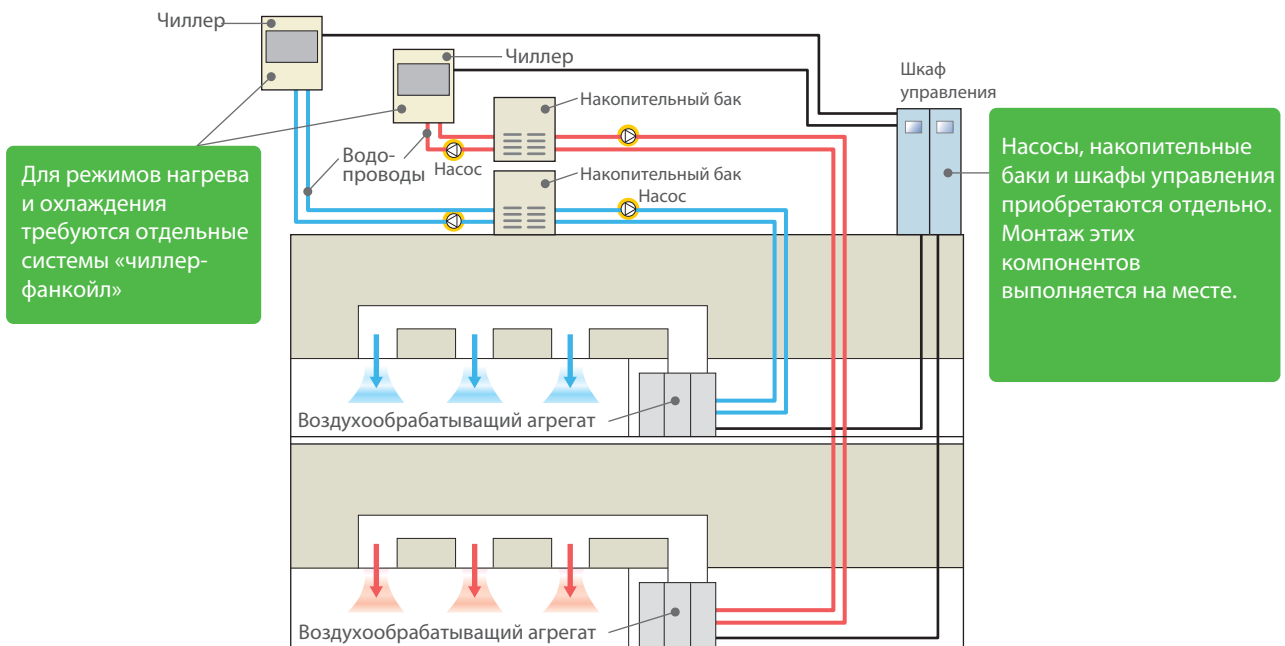 Чиллер
Чиллер
Шкаф
управления
Накопительный бак
Водо-
проводы
Насос
Накопительный бак
Насос
Для режимов нагрева
и охлаждения
требуются отдельные
системы «чиллер-
фанкойл»
Насосы, накопительные
баки и шкафы управления
приобретаются отдельно.
Монтаж этих
компонентов
выполняется на месте.
Воздухообрабатыващий агрегат
Воздухообрабатыващий агрегат